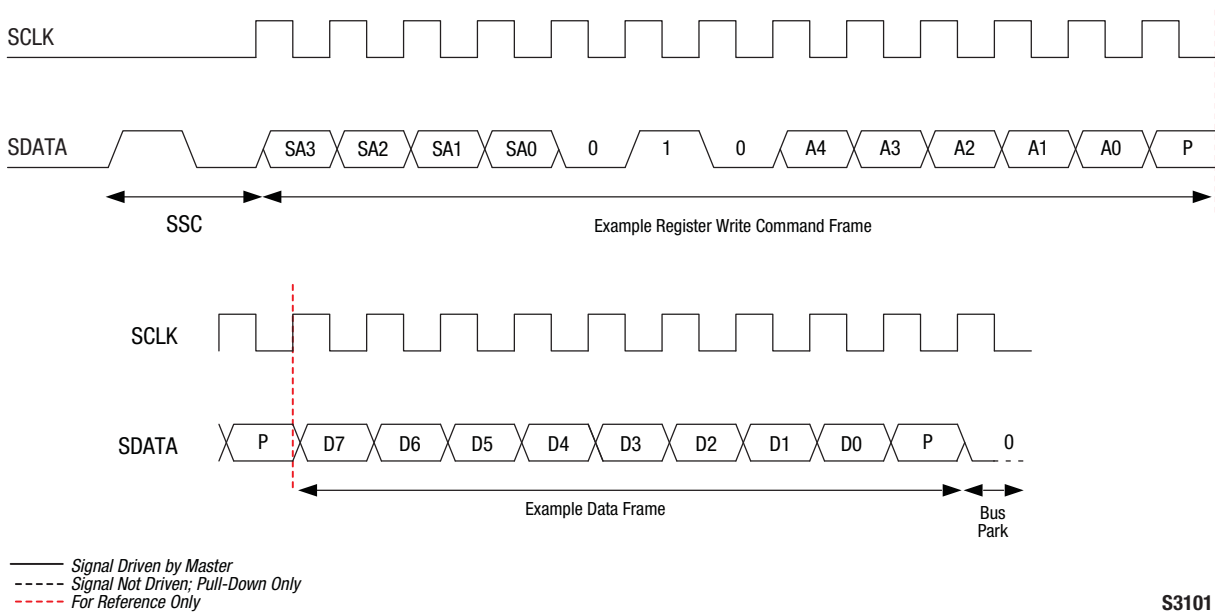 SCLK
SDATA SA3 SA2 SA1 SA0 0 1 0 A4 A3 A2 A1 A0 P
SSC Example Register Write Command Frame
SCLK
SDATA P D7 D6 D5 D4 D3 D2 D1 D0 P 0
Example Data Frame Bus
Park
Signal Driven by Master
Signal Not Driven; Pull-Down Only
For Reference Only
S3101